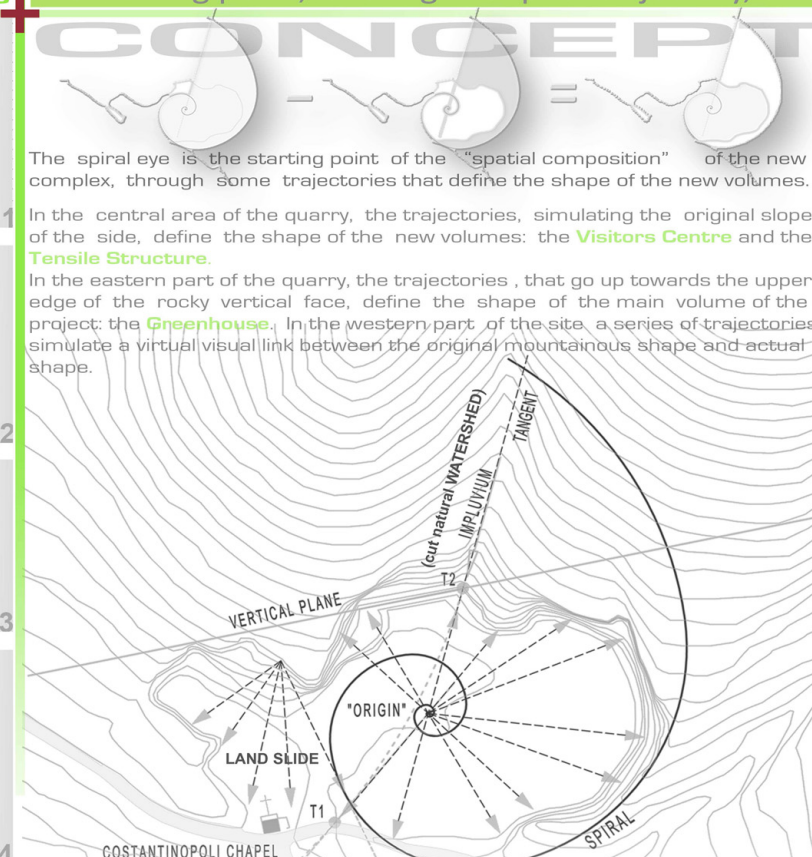 CONCEPT
The spiral eye is the starting point of the “spatial composition” of the new
complex, through some trajectories that define the shape of the new volumes.
1
In the central area of the quarry, the trajectories, simulating the original slope
of the side, define the shape of the new volumes: the Visitors Centre and the
Tensile Structure.
In the eastern part of the quarry, the trajectories , that go up towards the upper
edge of the rocky vertical face, define the shape of the main volume of the
project: the Greenhouse. In the western part of the site a series of trajectories
simulate a virtual visual link between the original mountainous shape and actual
shape.
2
(cut natural WATERSHED)
IMPLUVIUM
TANGENT
T2
VERTICAL PLANE
3
"ORIGIN"
LAND SLIDE
T1
SPIRAL
COSTANTINOPOLI CHAPEL
4